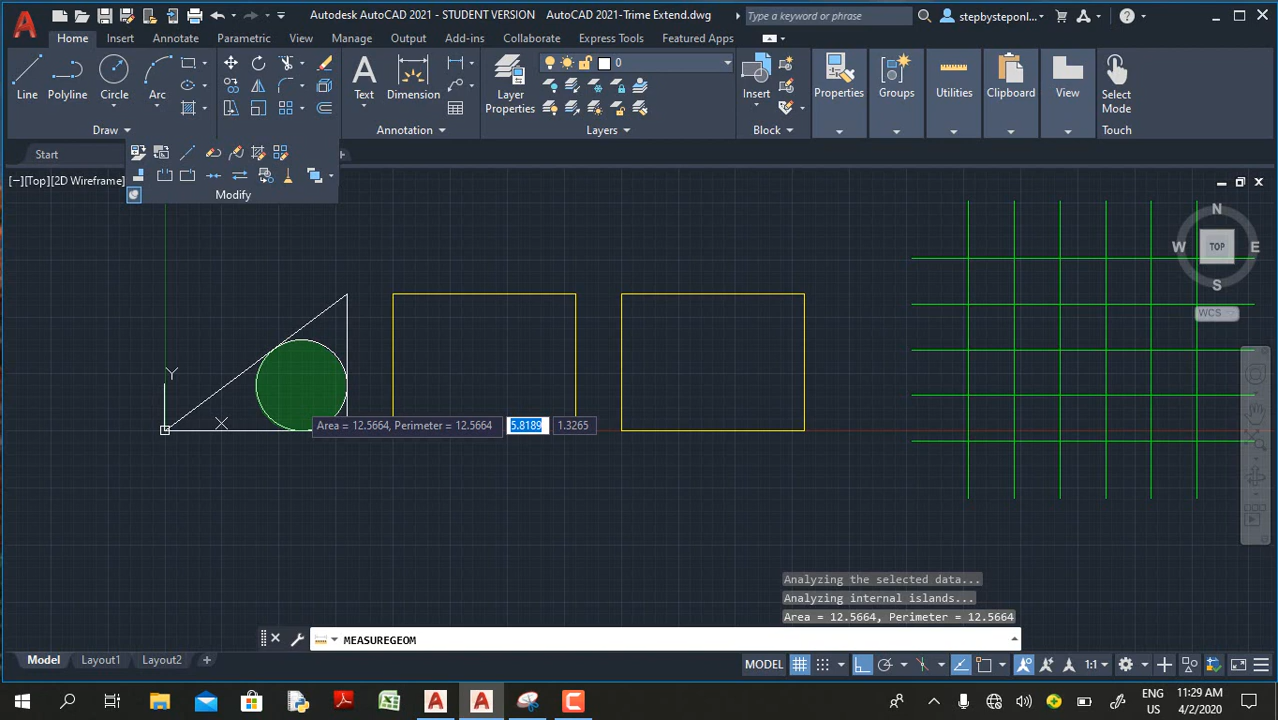 Autodesk AutoCAD 2021 - STUDENT VERSION AutoCAD 2021-Trime Extend.dwg Type a keyword or phrase stepbysteponl...
Home Insert Annotate Parametric View Manage Output Add-ins Collaborate Express Tools Featured Apps
0
Line Polyline Circle Arc Text Dimension Layer Properties Insert Properties Groups Utilities Clipboard View Select Mode
Draw Annotation Layers Block Touch
Start
[−][Top][2D Wireframe]
Modify
N
W TOP E
S
WCS
Y
X
Area = 12.5664, Perimeter = 12.5664 5.8189 1.3265
Analyzing the selected data...
Analyzing internal islands...
Area = 12.5664, Perimeter = 12.5664
MEASUREGEOM
Model Layout1 Layout2 + MODEL 1:1
ENG US
11:29 AM
4/2/2020